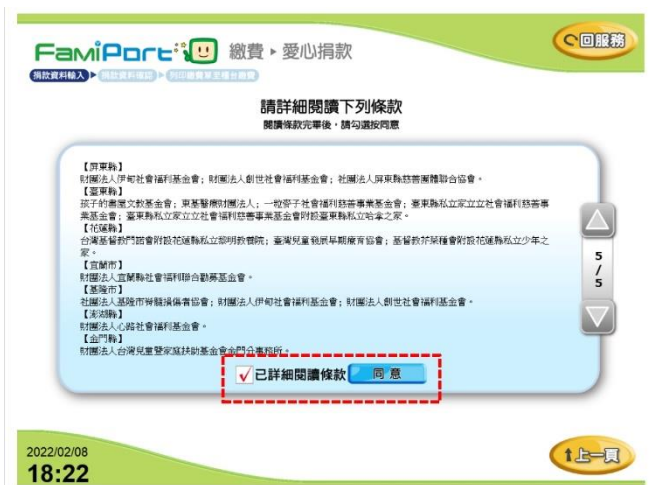 FamiPort 繳費▸愛心捐款
回服務
捐款資料輸入 捐款資料確認 列印繳費單至櫃台繳費
請詳細閱讀下列條款
閱讀條款完畢後，請勾選按同意
【屏東縣】
財團法人伊甸社會福利基金會；財團法人創世社會福利基金會；社團法人屏東縣慈善團體聯合協會。
【臺東縣】
孩子的書屋文教基金會；東基醫療財團法人；一粒麥子社會福利慈善事業基金會；臺東縣私立家立立社會福利慈善事
業基金會；臺東縣私立家立立社會福利慈善事業基金會附設臺東縣私立哈拿之家。
【花蓮縣】
台灣基督教門諾會附設花蓮縣私立黎明教養院；臺灣兒童發展早期療育協會；基督教芥菜種會附設花蓮縣私立少年之
家。
【宜蘭市】
財團法人宜蘭縣社會福利聯合勸募基金會。
【基隆市】
社團法人基隆市脊髓損傷者協會；財團法人伊甸社會福利基金會；財團法人創世社會福利基金會。
【澎湖縣】
財團法人心路社會福利基金會。
【金門縣】
財團法人台灣兒童暨家庭扶助基金會金門分事務所。
5
/
5
已詳細閱讀條款 同意
2022/02/08
18:22
上一頁